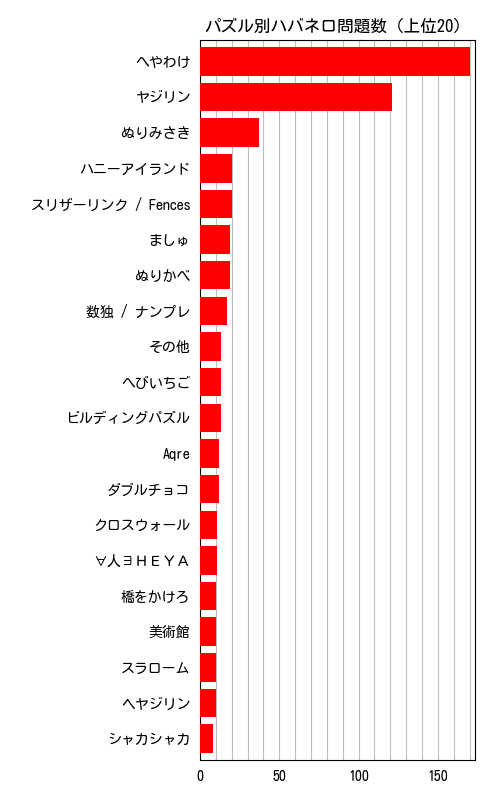 パズル別ハバネロ問題数 (上位20)
へやわけ
ヤジリン
ぬりみさき
ハニーアイランド
スリザーリンク / Fences
ましゅ
ぬりかべ
数独 / ナンプレ
その他
へびいちご
ビルディングパズル
Aqre
ダブルチョコ
クロスウォール
∀人∃ＨＥＹＡ
橋をかけろ
美術館
スラローム
ヘヤジリン
シャカシャカ
0 50 100 150